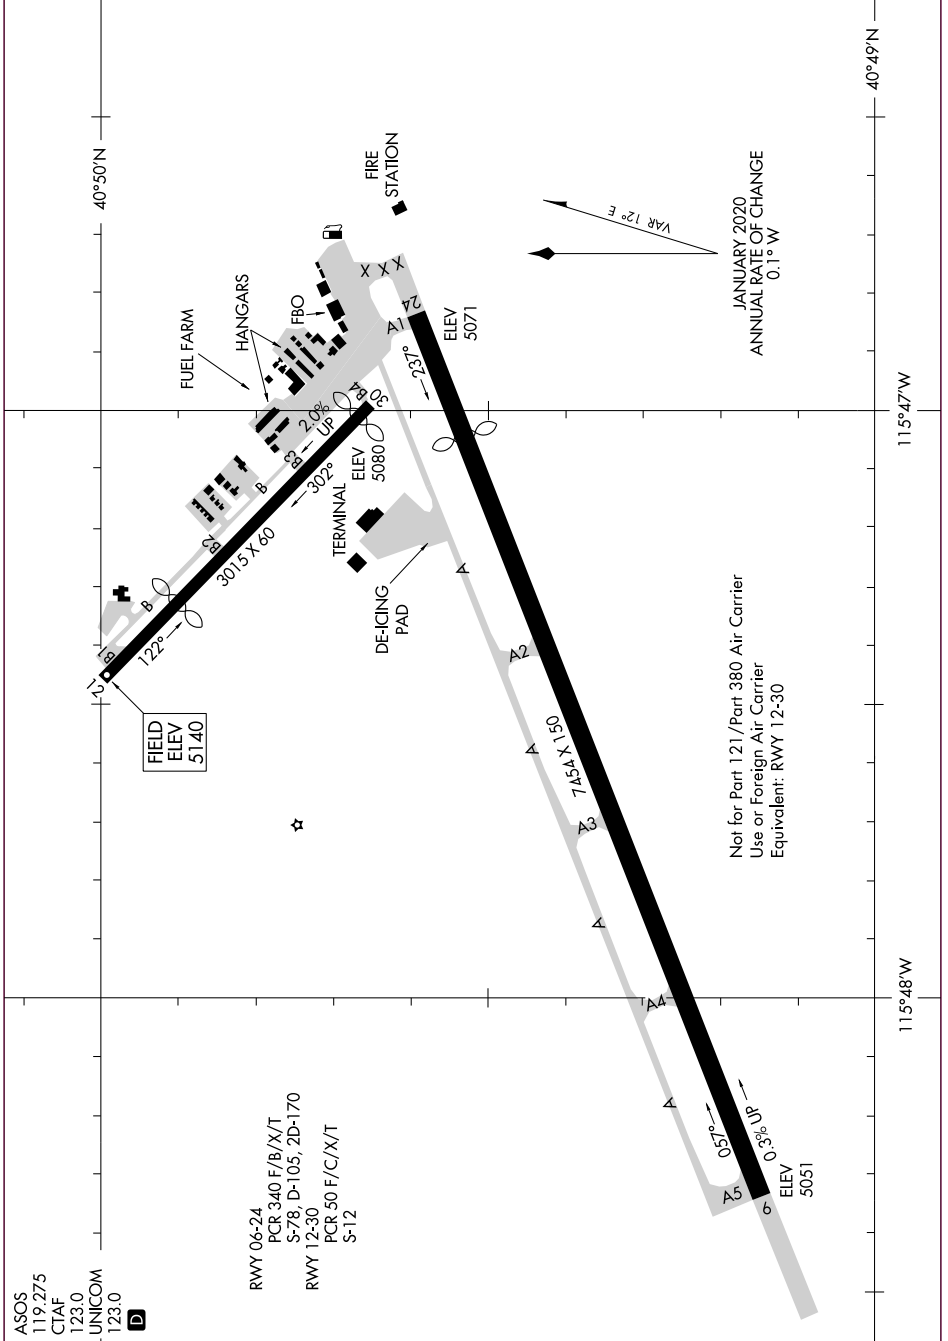 ASOS
119.275
CTAF
123.0
UNICOM
123.0
D
40°50'N
40°49'N
115°47'W
115°48'W
FIRE
STATION
FUEL FARM
HANGARS
FBO
VAR 12° E
JANUARY 2020
ANNUAL RATE OF CHANGE
0.1° W
X X X
24
A1
ELEV
5071
237°
30
B4
2.0%
UP
B3
302°
ELEV
5080
B
B2
3015 X 60
B
122°
B1
12
FIELD
ELEV
5140
TERMINAL
DE-ICING
PAD
A
A2
A
7454 X 150
A3
A
A4
A
057°
0.3% UP
A5
6
ELEV
5051
Not for Part 121/Part 380 Air Carrier
Use or Foreign Air Carrier
Equivalent: RWY 12-30
RWY 06-24
PCR 340 F/B/X/T
S-78, D-105, 2D-170
RWY 12-30
PCR 50 F/C/X/T
S-12